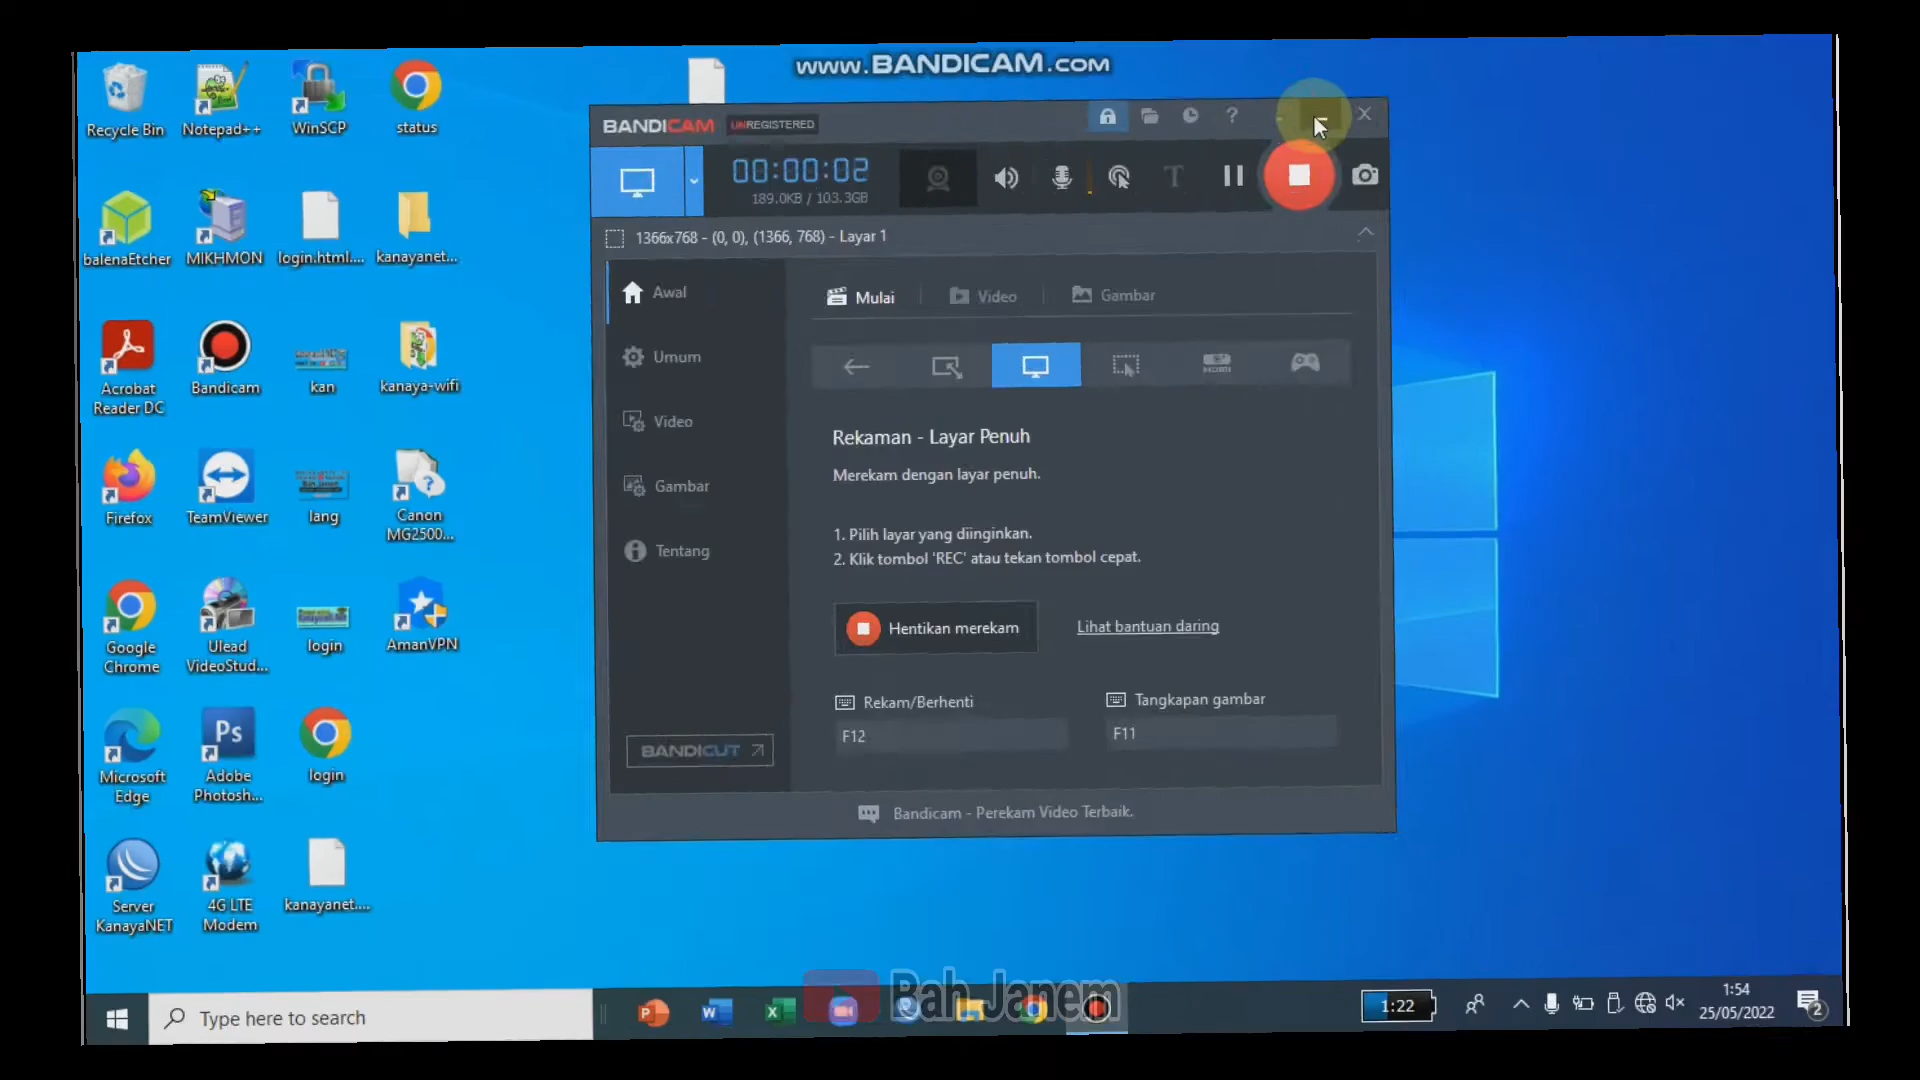 www.BANDICAM.com
Recycle Bin
Notepad++
WinSCP
status
balenaEtcher
MIKHMON
login.html....
kanayanet...
Acrobat
Reader DC
Bandicam
kan
kanaya-wifi
Firefox
TeamViewer
lang
Canon
MG2500...
Google
Chrome
Ulead
VideoStud...
login
AmanVPN
Microsoft
Edge
Adobe
Photosh...
login
Server
KanayaNET
4G LTE
Modem
kanayanet....
BANDICAM UNREGISTERED
00:00:02
189.0KB / 103.3GB
1366x768 - (0, 0), (1366, 768) - Layar 1
Awal
Umum
Video
Gambar
Tentang
BANDICUT
Mulai
Video
Gambar
HDMI
Rekaman - Layar Penuh
Merekam dengan layar penuh.
1. Pilih layar yang diinginkan.
2. Klik tombol 'REC' atau tekan tombol cepat.
Hentikan merekam
Lihat bantuan daring
Rekam/Berhenti
F12
Tangkapan gambar
F11
Bandicam - Perekam Video Terbaik.
Type here to search
Bah Janem
1:22
1:54
25/05/2022
2